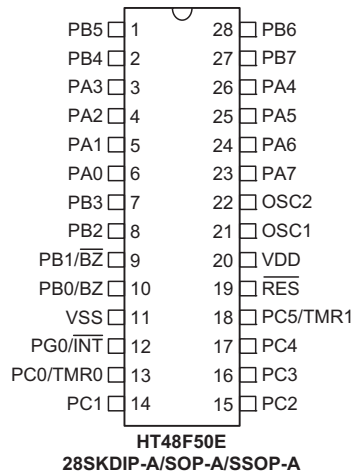 PB5 1 28 PB6
PB4 2 27 PB7
PA3 3 26 PA4
PA2 4 25 PA5
PA1 5 24 PA6
PA0 6 23 PA7
PB3 7 22 OSC2
PB2 8 21 OSC1
PB1/B̅Z̅ 9 20 VDD
PB0/BZ 10 19 R̅E̅S̅
VSS 11 18 PC5/TMR1
PG0/I̅N̅T̅ 12 17 PC4
PC0/TMR0 13 16 PC3
PC1 14 15 PC2
HT48F50E
28SKDIP-A/SOP-A/SSOP-A